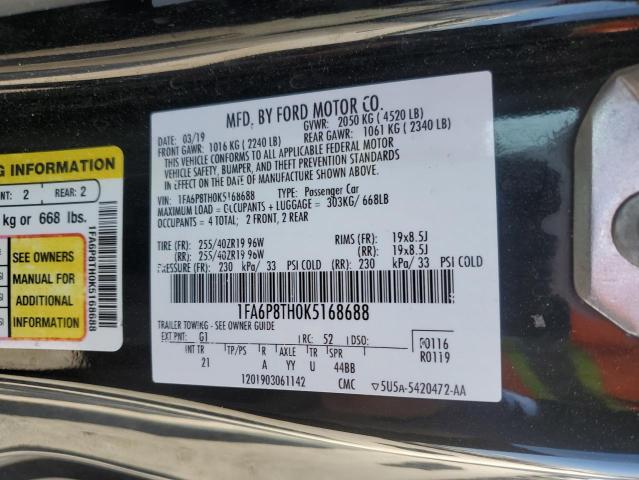 G INFORMATION
NT: 2 REAR: 2
kg or 668 lbs.
SEE OWNERS
MANUAL FOR
ADDITIONAL
INFORMATION
1FA6P8TH0K5168688
MFD. BY FORD MOTOR CO.
03/19 GVWR: 2050 KG (4520 LB)
FRONT GAWR: 1016 KG (2240 LB) REAR GAWR: 1061 KG (2340 LB)
THIS VEHICLE CONFORMS TO ALL APPLICABLE FEDERAL MOTOR
VEHICLE SAFETY, BUMPER, AND THEFT PREVENTION STANDARDS
IN EFFECT ON THE DATE OF MANUFACTURE SHOWN ABOVE.
VIN: 1FA6P8TH0K5168688 TYPE: Passenger Car
MAXIMUM LOAD = OCCUPANTS + LUGGAGE = 303KG/ 668LB
OCCUPANTS = 4 TOTAL; 2 FRONT, 2 REAR
TIRE (FR): 255/40ZR19 96W RIMS (FR): 19x8.5J
(RR): 255/40ZR19 96W (RR): 19x8.5J
PRESSURE (FR): 230 kPa/ 33 PSI COLD (RR): 230 kPa/ 33 PSI COLD
1FA6P8TH0K5168688
TRAILER TOWING - SEE OWNER GUIDE
EXT PNT: G1 RC: 52 DSO: R0116
INT TR TP/PS R AXLE TR SPR R0119
21 A YY U 44BB
1201903061142 CMC 5U5A-5420472-AA